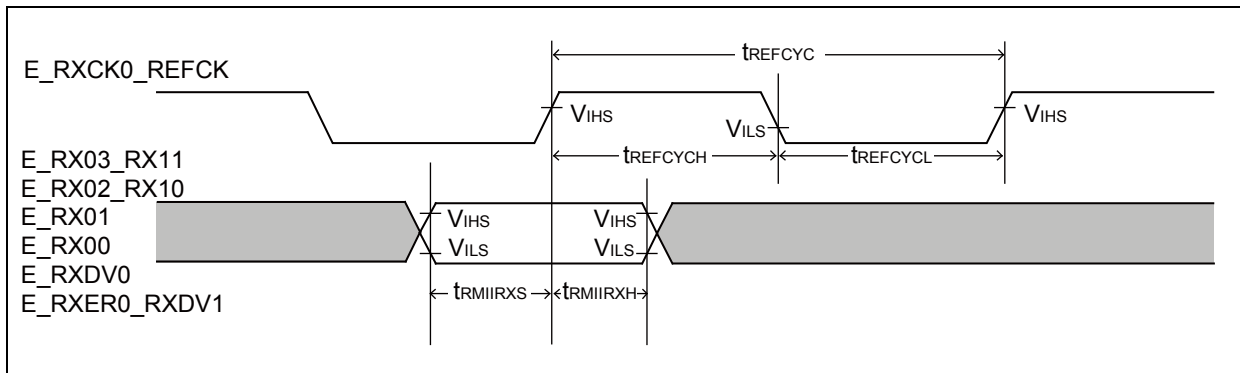 tREFCYC
E_RXCK0_REFCK
VIHS
VILS
VIHS
tREFCYCH
tREFCYCL
E_RX03_RX11
E_RX02_RX10
E_RX01
VIHS
VIHS
E_RX00
VILS
VILS
E_RXDV0
E_RXER0_RXDV1
tRMIIRXS
tRMIIRXH